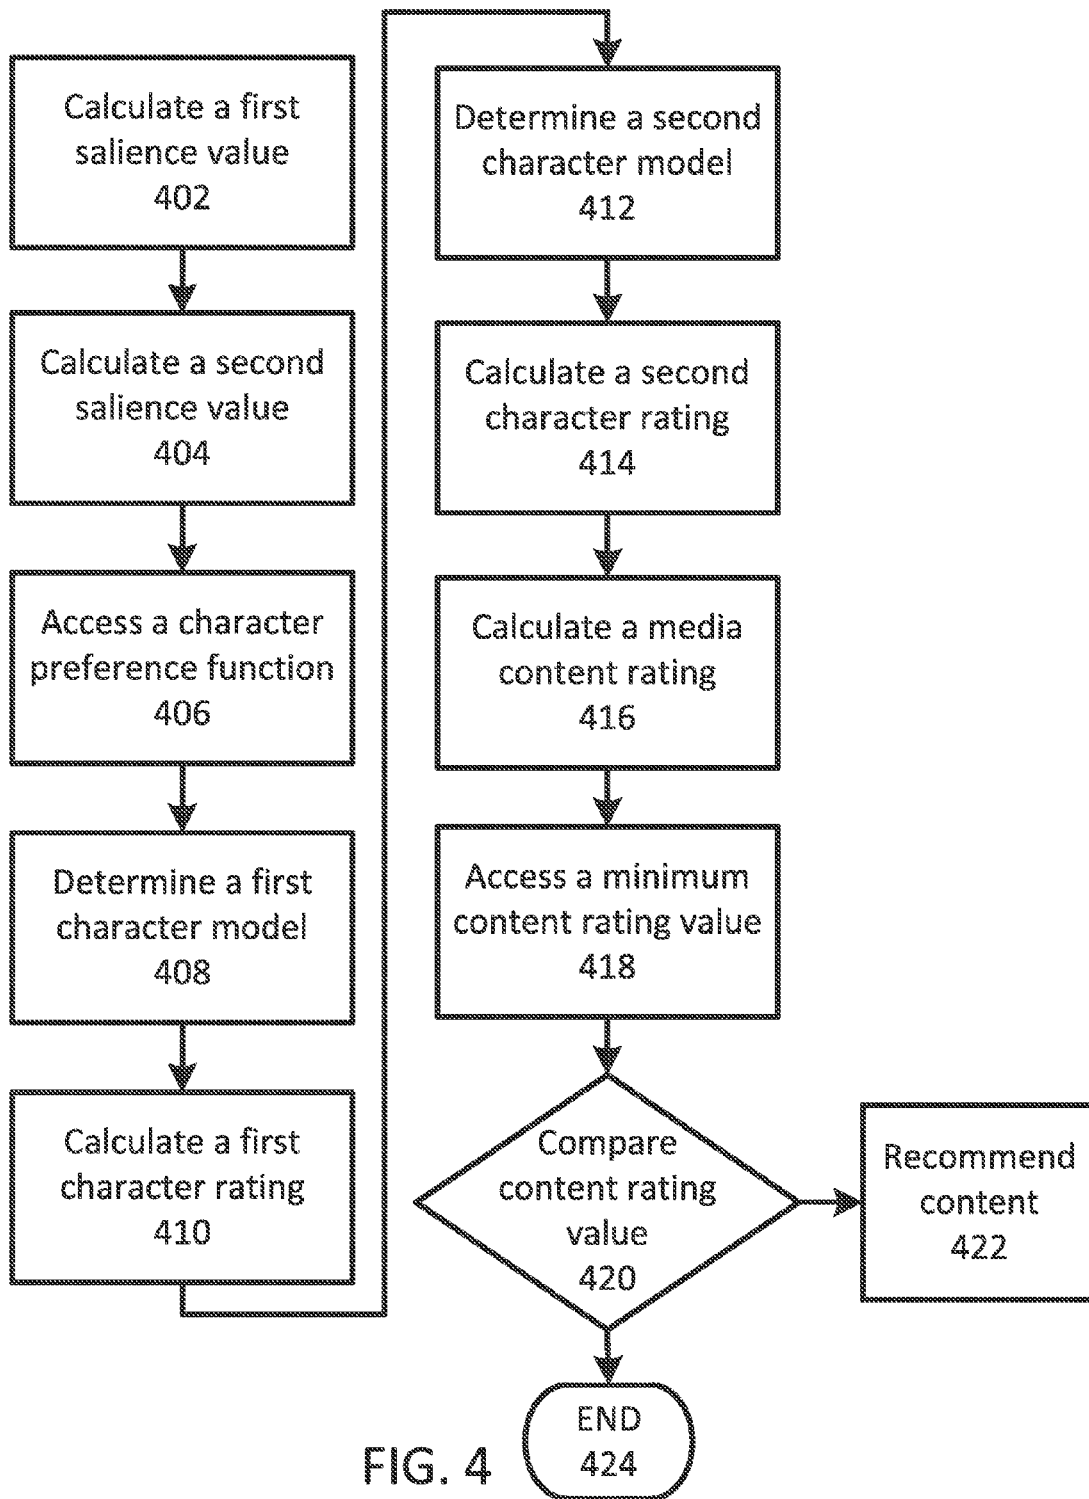 Calculate a first
salience value
402
Calculate a second
salience value
404
Access a character
preference function
406
Determine a first
character model
408
Calculate a first
character rating
410
Determine a second
character model
412
Calculate a second
character rating
414
Calculate a media
content rating
416
Access a minimum
content rating value
418
Compare
content rating
value
420
Recommend
content
422
END
424
FIG. 4